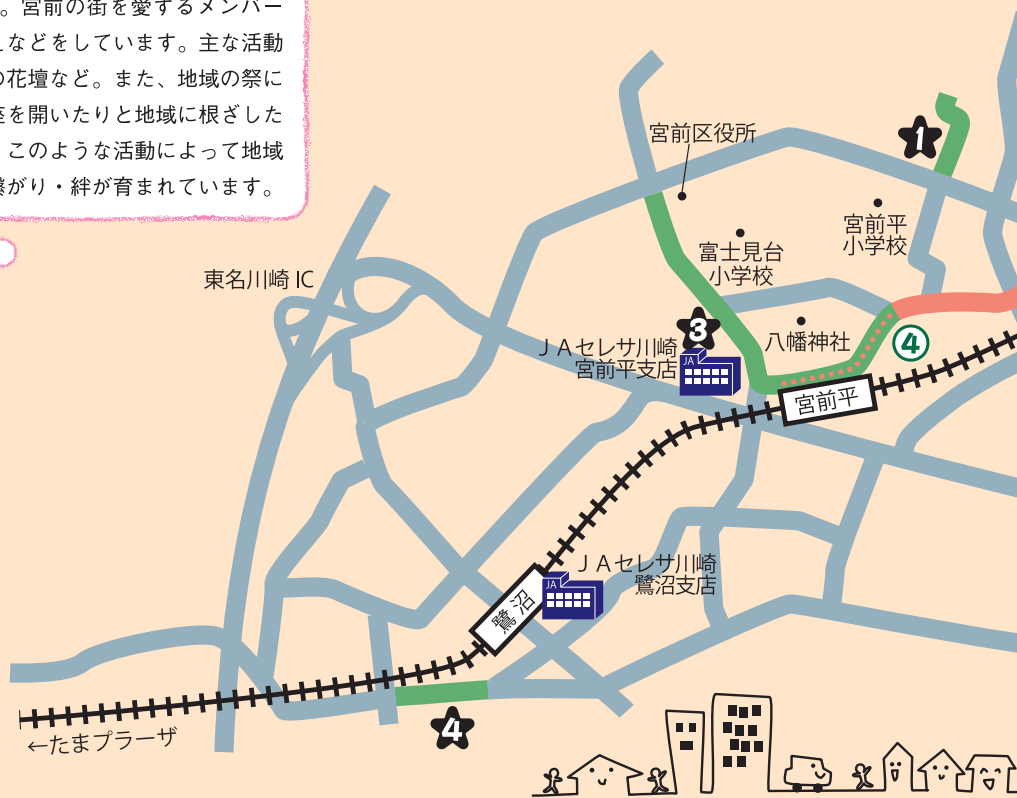 。宮前の街を愛するメンバー
などをしています。主な活動
の花壇など。また、地域の祭に
座を開いたりと地域に根ざした
このような活動によって地域
がり・絆が育まれています。
宮前区役所
1
宮前平
小学校
富士見台
小学校
東名川崎 IC
3
八幡神社
4
ＪＡセレサ川崎
宮前平支店
JA
宮前平
ＪＡセレサ川崎
鷺沼支店
JA
鷺沼
4
←たまプラーザ